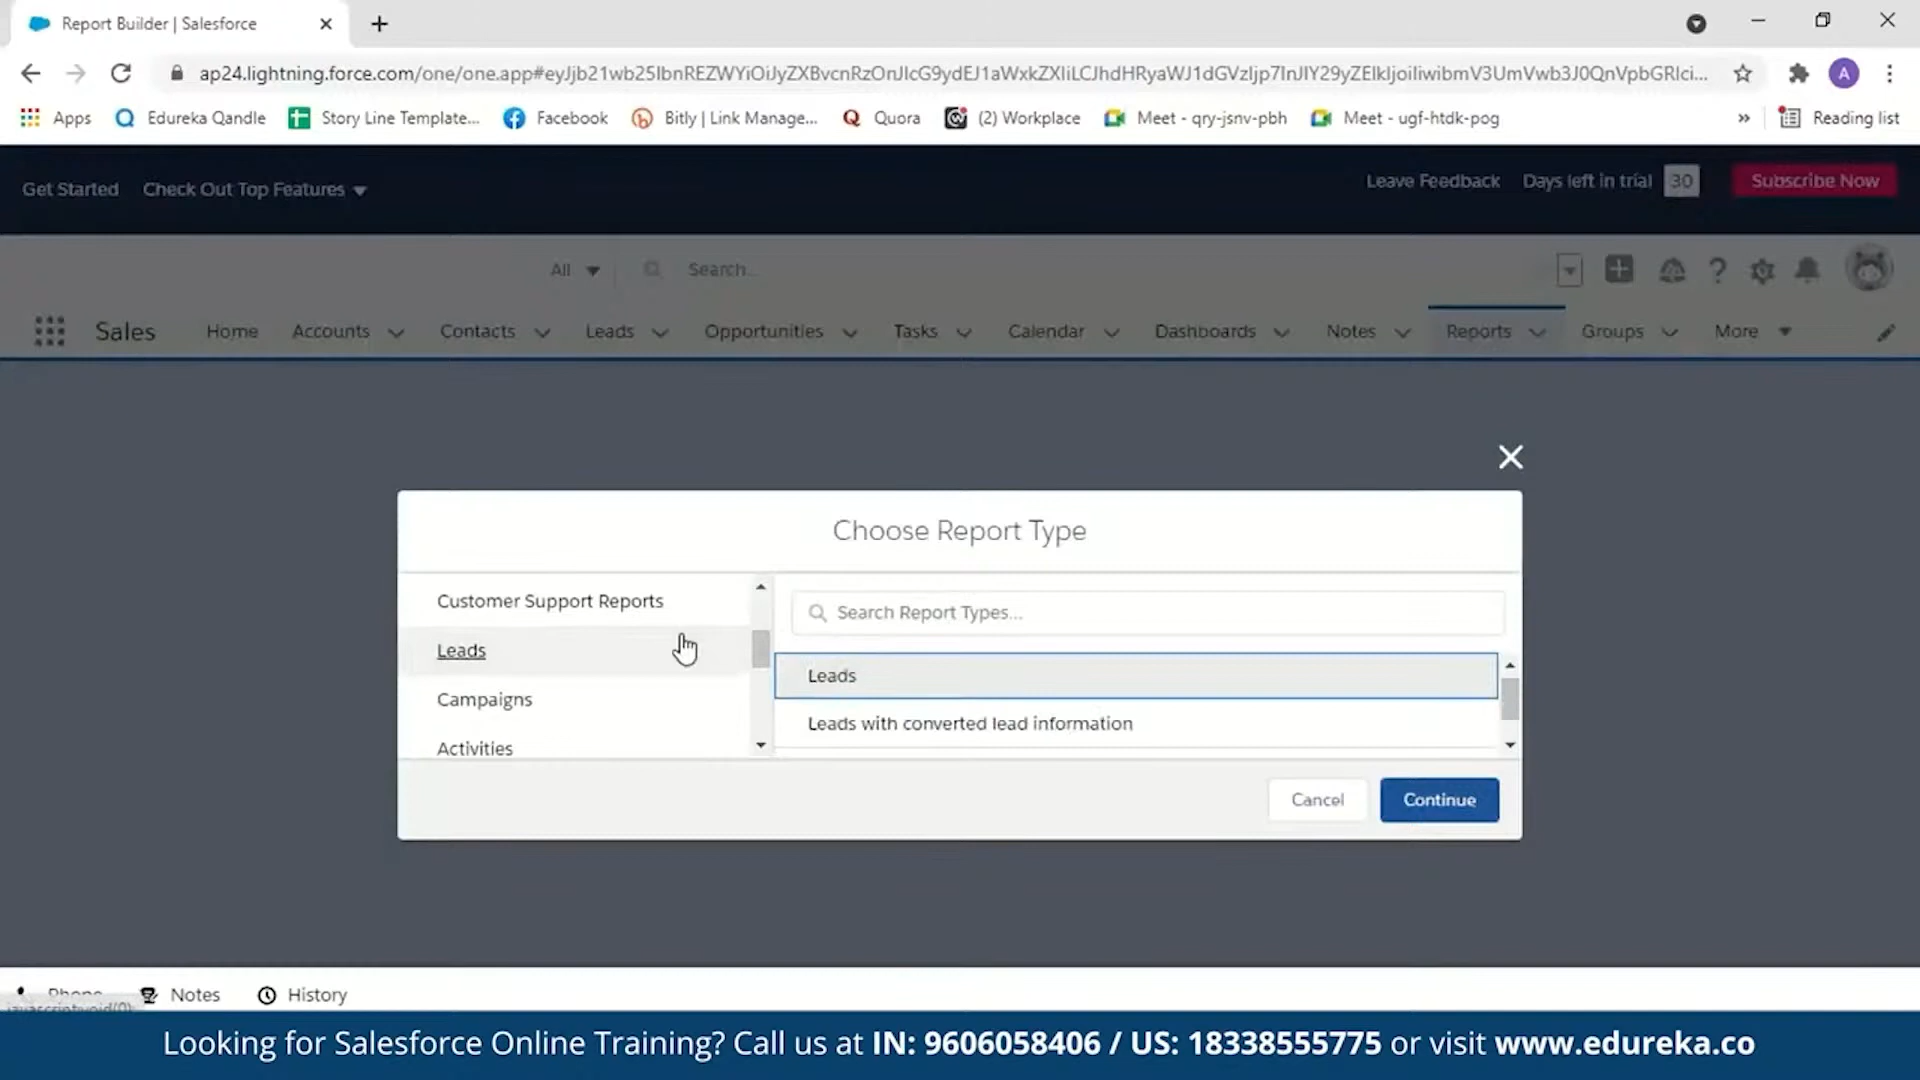 Report Builder | Salesforce
ap24.lightning.force.com/one/one.app#
Apps Edureka Qandle Story Line Template... Facebook Bitly | Link Manage... Quora (2) Workplace Meet - qry-jsnv-pbh Meet - ugf-htdk-pog » Reading list
Get Started Check Out Top Features Leave Feedback Days left in trial 30 Subscribe Now
All Search...
Sales Home Accounts Contacts Leads Opportunities Tasks Calendar Dashboards Notes Reports Groups More
Choose Report Type
Customer Support Reports
Leads
Campaigns
Activities
Search Report Types...
Leads
Leads with converted lead information
Cancel Continue
Phone Notes History
javascript:void(0);
Looking for Salesforce Online Training? Call us at IN: 9606058406 / US: 18338555775 or visit www.edureka.co